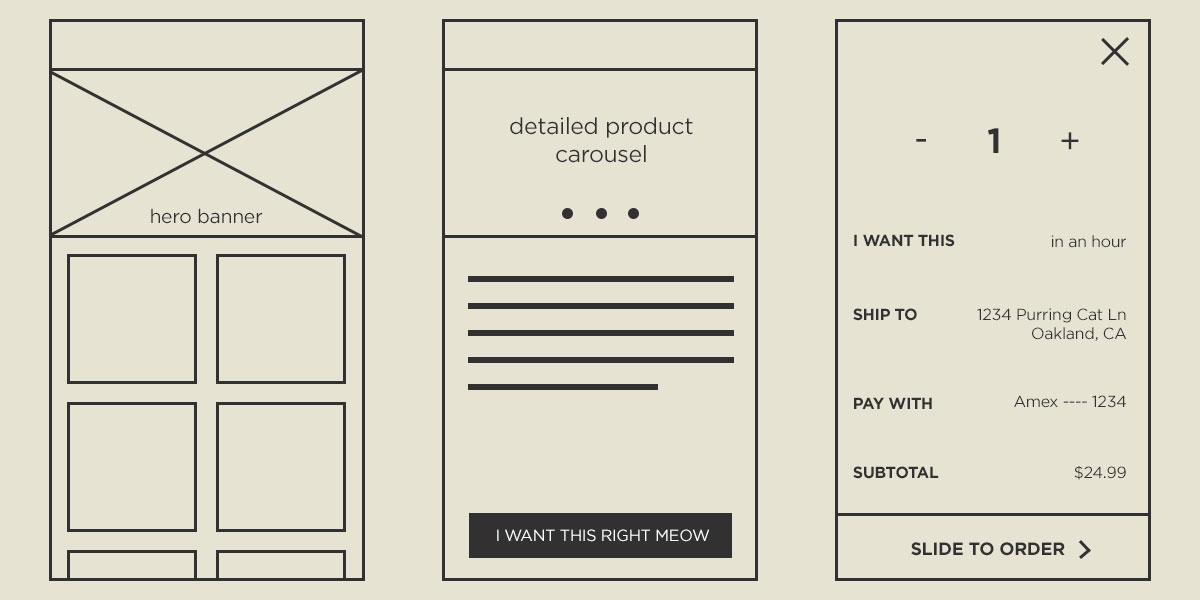 hero banner
detailed product
carousel
I WANT THIS RIGHT MEOW
- 1 +
I WANT THIS in an hour
SHIP TO 1234 Purring Cat Ln
Oakland, CA
PAY WITH Amex ---- 1234
SUBTOTAL $24.99
SLIDE TO ORDER